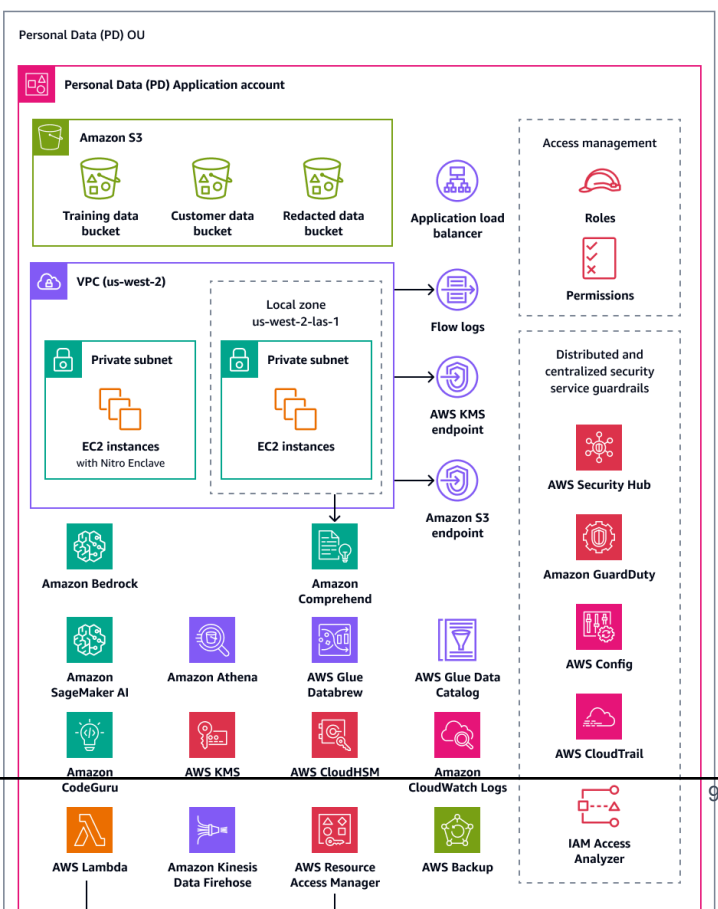 Personal Data (PD) OU
Personal Data (PD) Application account
Amazon S3
Training data
bucket
Customer data
bucket
Redacted data
bucket
Application load
balancer
Access management
Roles
Permissions
VPC (us-west-2)
Local zone
us-west-2-las-1
Private subnet
EC2 instances
with Nitro Enclave
Private subnet
EC2 instances
Flow logs
AWS KMS
endpoint
Amazon S3
endpoint
Distributed and
centralized security
service guardrails
AWS Security Hub
Amazon GuardDuty
AWS Config
AWS CloudTrail
IAM Access
Analyzer
Amazon Bedrock
Amazon
Comprehend
Amazon
SageMaker AI
Amazon Athena
AWS Glue
Databrew
AWS Glue Data
Catalog
Amazon
CodeGuru
AWS KMS
AWS CloudHSM
Amazon
CloudWatch Logs
9
AWS Lambda
Amazon Kinesis
Data Firehose
AWS Resource
Access Manager
AWS Backup